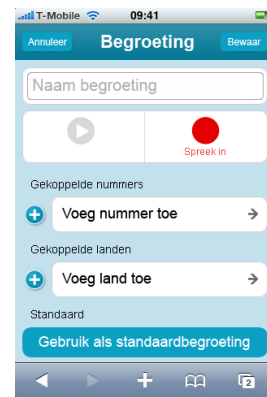 T-Mobile 09:41
Annuleer Begroeting Bewaar
Naam begroeting
Spreek in
Gekoppelde nummers
Voeg nummer toe
Gekoppelde landen
Voeg land toe
Standaard
Gebruik als standaardbegroeting
2